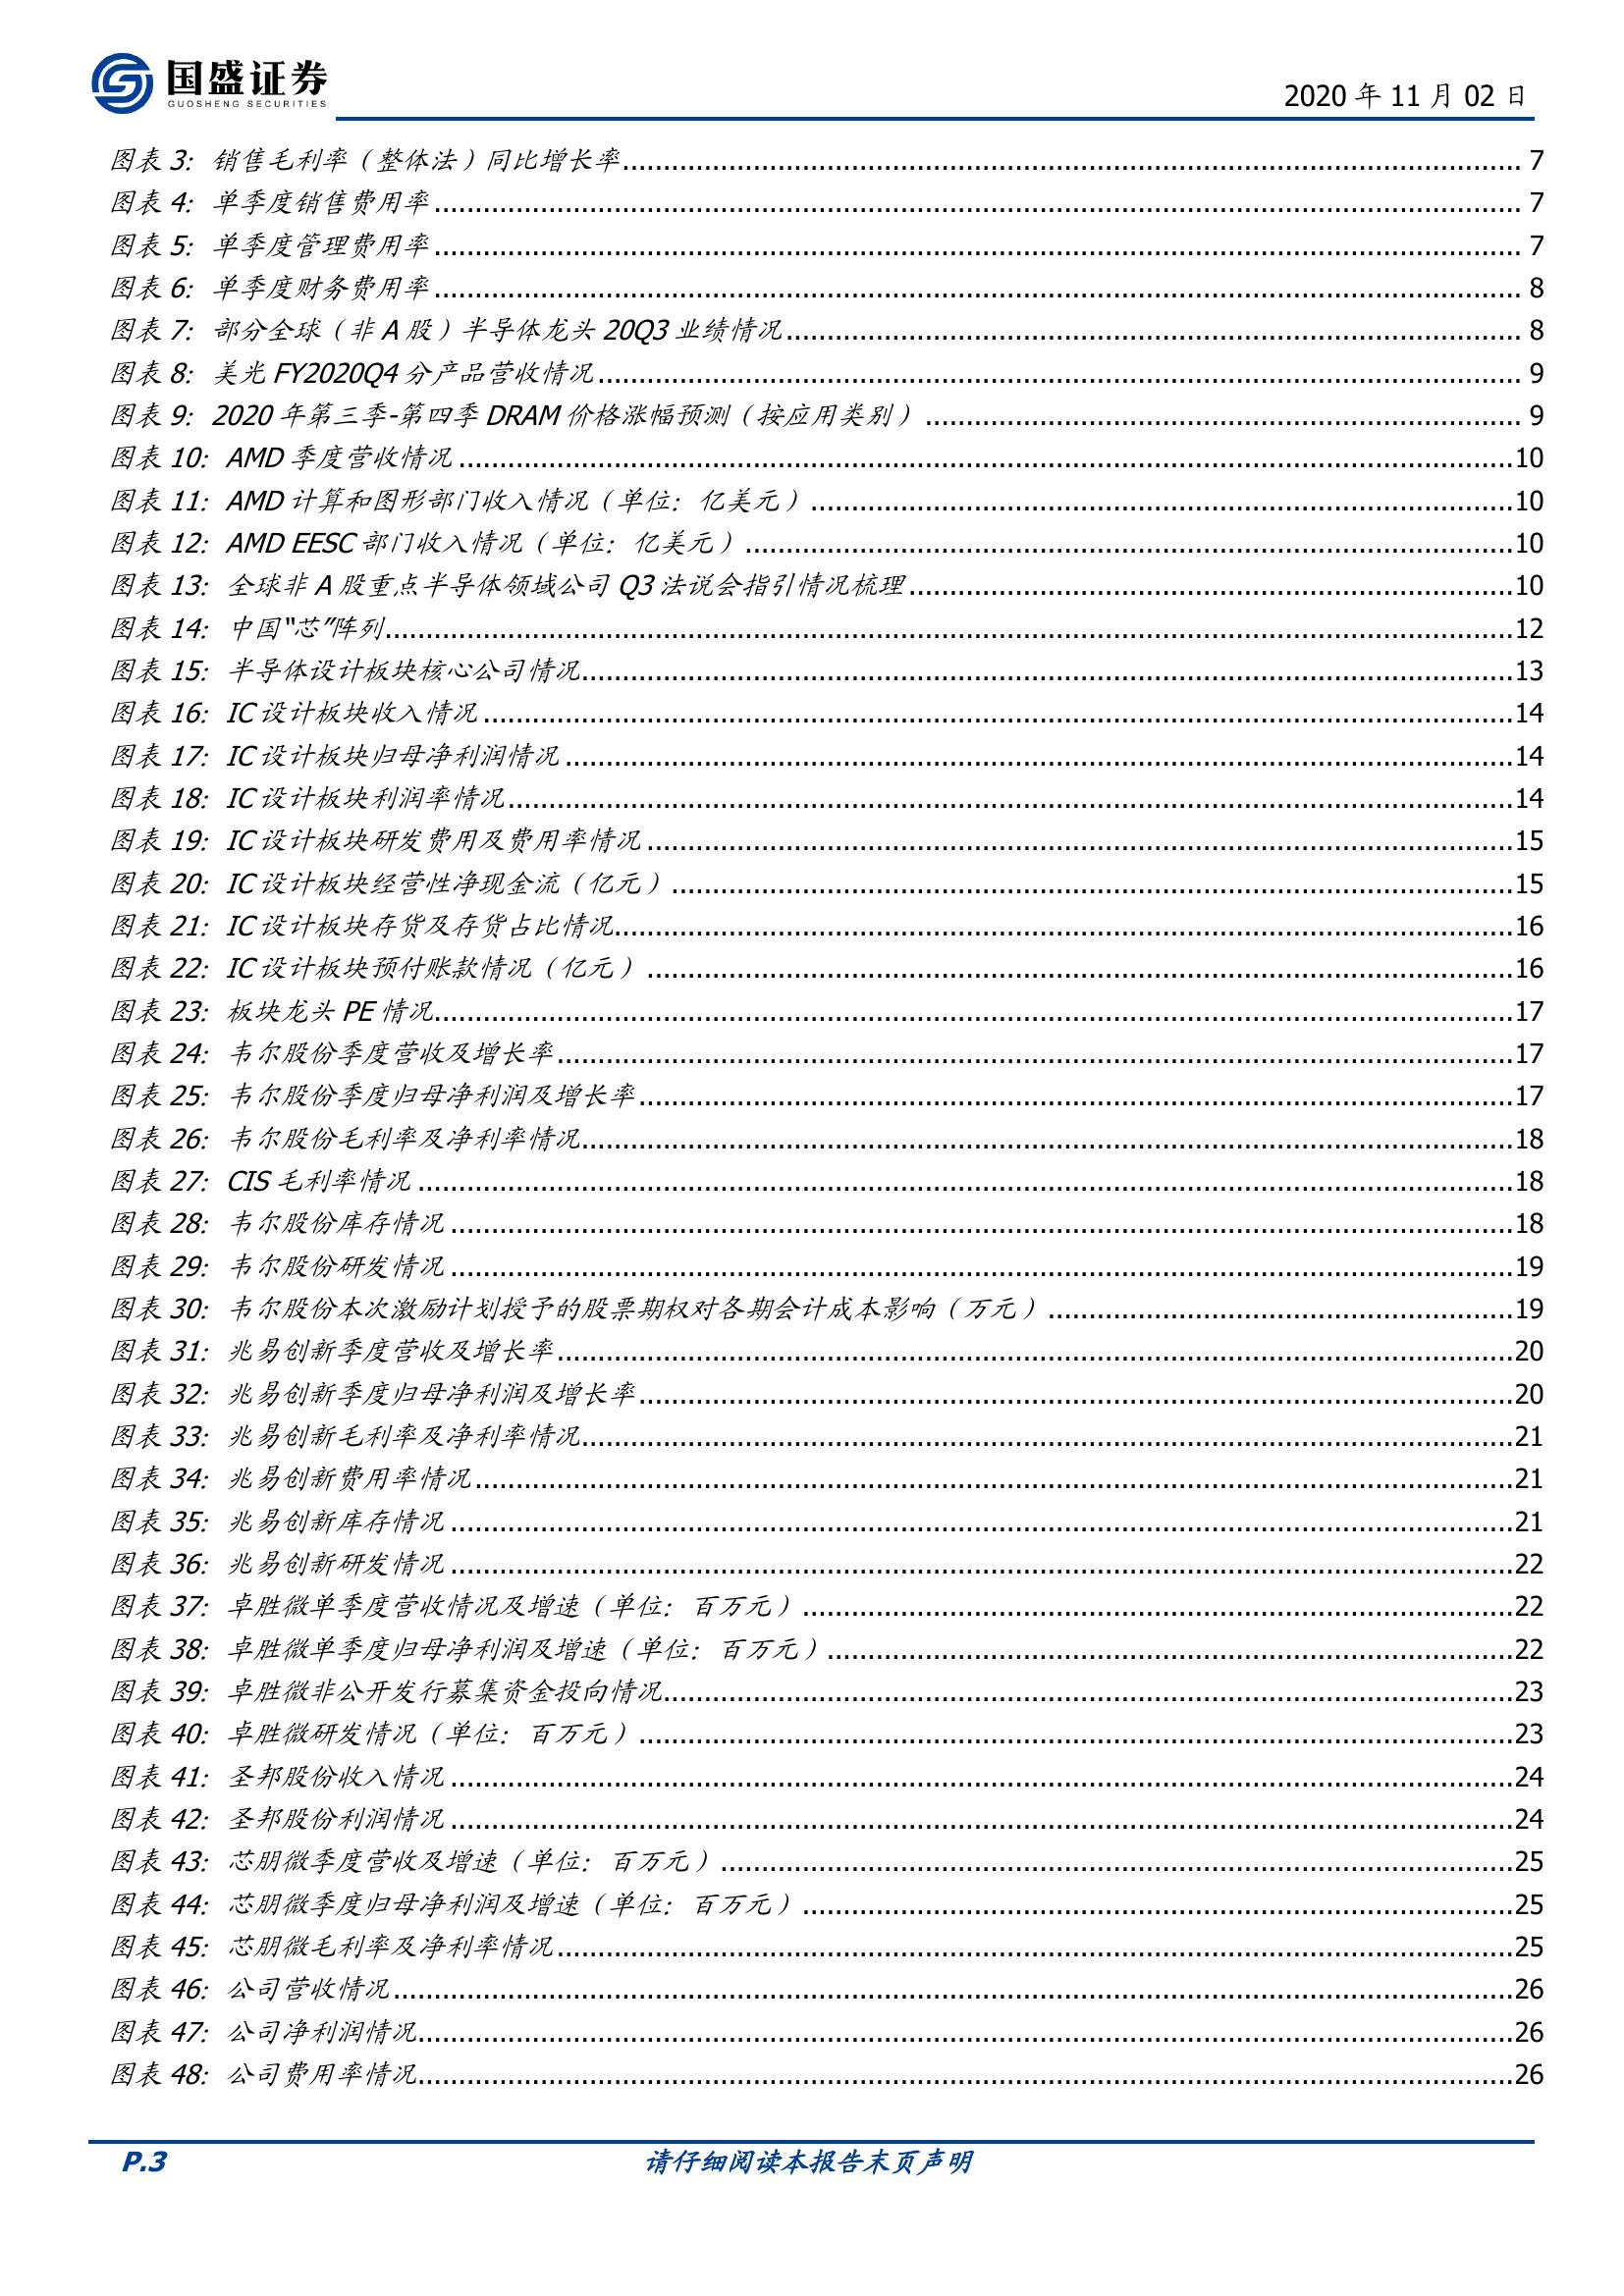 国盛证券
GUOSHENG SECURITIES
2020 年 11 月 02 日
图表 3: 销售毛利率（整体法）同比增长率 7
图表 4: 单季度销售费用率 7
图表 5: 单季度管理费用率 7
图表 6: 单季度财务费用率 8
图表 7: 部分全球（非 A 股）半导体龙头 20Q3 业绩情况 8
图表 8: 美光 FY2020Q4 分产品营收情况 9
图表 9: 2020 年第三季-第四季 DRAM 价格涨幅预测（按应用类别） 9
图表 10: AMD 季度营收情况 10
图表 11: AMD 计算和图形部门收入情况（单位：亿美元） 10
图表 12: AMD EESC 部门收入情况（单位：亿美元） 10
图表 13: 全球非 A 股重点半导体领域公司 Q3 法说会指引情况梳理 10
图表 14: 中国“芯”阵列 12
图表 15: 半导体设计板块核心公司情况 13
图表 16: IC 设计板块收入情况 14
图表 17: IC 设计板块归母净利润情况 14
图表 18: IC 设计板块利润率情况 14
图表 19: IC 设计板块研发费用及费用率情况 15
图表 20: IC 设计板块经营性净现金流（亿元） 15
图表 21: IC 设计板块存货及存货占比情况 16
图表 22: IC 设计板块预付账款情况（亿元） 16
图表 23: 板块龙头 PE 情况 17
图表 24: 韦尔股份季度营收及增长率 17
图表 25: 韦尔股份季度归母净利润及增长率 17
图表 26: 韦尔股份毛利率及净利率情况 18
图表 27: CIS 毛利率情况 18
图表 28: 韦尔股份库存情况 18
图表 29: 韦尔股份研发情况 19
图表 30: 韦尔股份本次激励计划授予的股票期权对各期会计成本影响（万元） 19
图表 31: 兆易创新季度营收及增长率 20
图表 32: 兆易创新季度归母净利润及增长率 20
图表 33: 兆易创新毛利率及净利率情况 21
图表 34: 兆易创新费用率情况 21
图表 35: 兆易创新库存情况 21
图表 36: 兆易创新研发情况 22
图表 37: 卓胜微单季度营收情况及增速（单位：百万元） 22
图表 38: 卓胜微单季度归母净利润及增速（单位：百万元） 22
图表 39: 卓胜微非公开发行募集资金投向情况 23
图表 40: 卓胜微研发情况（单位：百万元） 23
图表 41: 圣邦股份收入情况 24
图表 42: 圣邦股份利润情况 24
图表 43: 芯朋微季度营收及增速（单位：百万元） 25
图表 44: 芯朋微季度归母净利润及增速（单位：百万元） 25
图表 45: 芯朋微毛利率及净利率情况 25
图表 46: 公司营收情况 26
图表 47: 公司净利润情况 26
图表 48: 公司费用率情况 26
P.3 请仔细阅读本报告末页声明